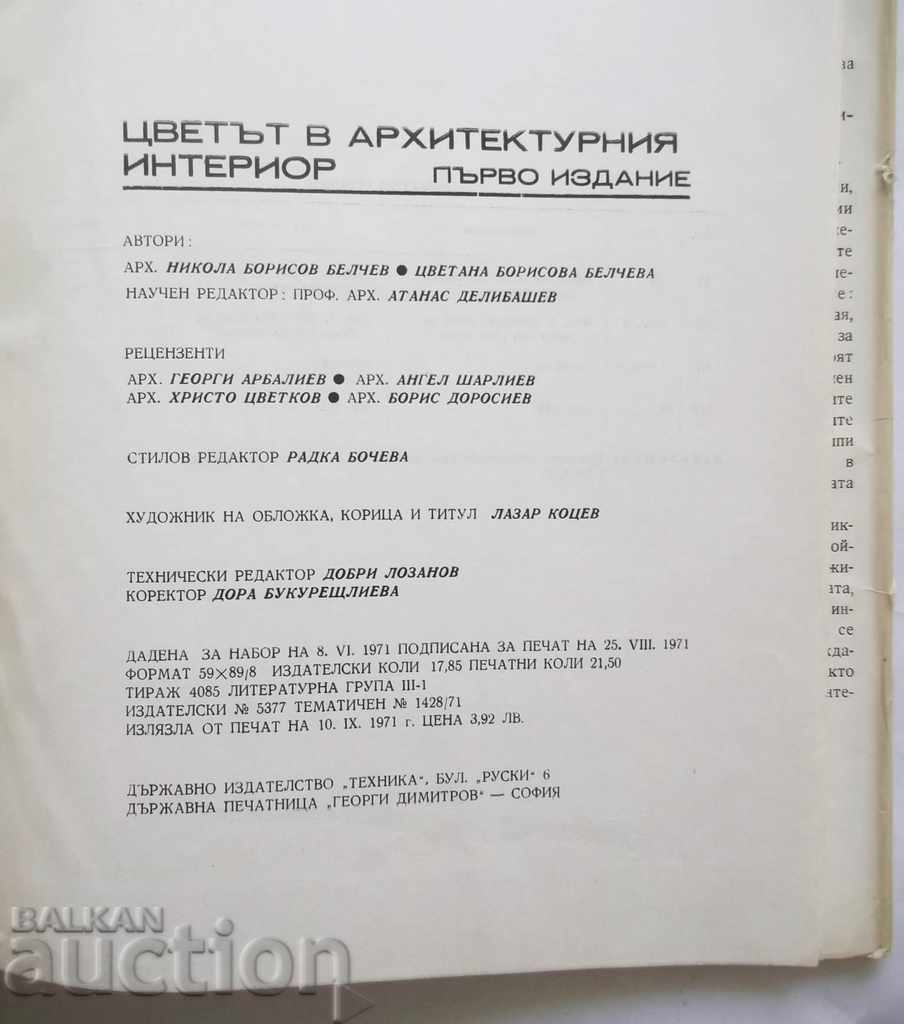 ЦВЕТЪТ В АРХИТЕКТУРНИЯ
ИНТЕРИОР ПЪРВО ИЗДАНИЕ
АВТОРИ:
АРХ. НИКОЛА БОРИСОВ БЕЛЧЕВ ● ЦВЕТАНА БОРИСОВА БЕЛЧЕВА
НАУЧЕН РЕДАКТОР: ПРОФ. АРХ. АТАНАС ДЕЛИБАШЕВ
РЕЦЕНЗЕНТИ
АРХ. ГЕОРГИ АРБАЛИЕВ ● АРХ. АНГЕЛ ШАРЛИЕВ
АРХ. ХРИСТО ЦВЕТКОВ ● АРХ. БОРИС ДОРОСИЕВ
СТИЛОВ РЕДАКТОР РАДКА БОЧЕВА
ХУДОЖНИК НА ОБЛОЖКА, КОРИЦА И ТИТУЛ ЛАЗАР КОЦЕВ
ТЕХНИЧЕСКИ РЕДАКТОР ДОБРИ ЛОЗАНОВ
КОРЕКТОР ДОРА БУКУРЕЩЛИЕВА
ДАДЕНА ЗА НАБОР НА 8. VI. 1971 ПОДПИСАНА ЗА ПЕЧАТ НА 25. VIII. 1971
ФОРМАТ 59×89/8 ИЗДАТЕЛСКИ КОЛИ 17,85 ПЕЧАТНИ КОЛИ 21,50
ТИРАЖ 4085 ЛИТЕРАТУРНА ГРУПА III-1
ИЗДАТЕЛСКИ № 5377 ТЕМАТИЧЕН № 1428/71
ИЗЛЯЗЛА ОТ ПЕЧАТ НА 10. IX. 1971 г. ЦЕНА 3,92 ЛВ.
ДЪРЖАВНО ИЗДАТЕЛСТВО „ТЕХНИКА“, БУЛ. „РУСКИ“ 6
ДЪРЖАВНА ПЕЧАТНИЦА „ГЕОРГИ ДИМИТРОВ“ — СОФИЯ
BALKAN
auction